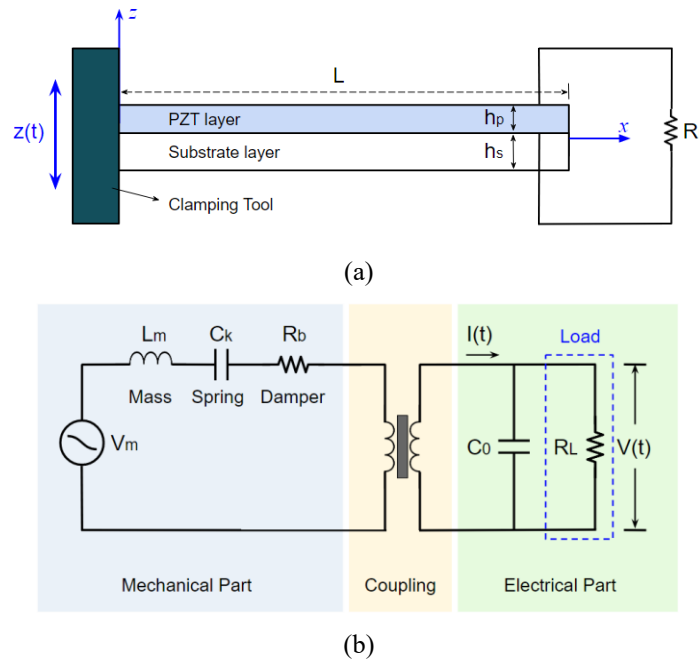 z
L
z(t)
PZT layer
hp
x
R
Substrate layer
hs
Clamping Tool
(a)
Lm Ck Rb
I(t)
Load
Mass Spring Damper
Vm
C0
RL
V(t)
Mechanical Part
Coupling
Electrical Part
(b)